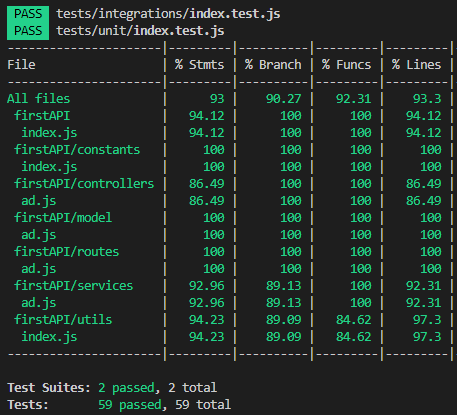 PASS tests/integrations/index.test.js
PASS tests/unit/index.test.js
---------------------|---------|----------|---------|---------|
File                 | % Stmts | % Branch | % Funcs | % Lines |
---------------------|---------|----------|---------|---------|
All files            |      93 |    90.27 |   92.31 |    93.3 |
 firstAPI            |   94.12 |      100 |     100 |   94.12 |
  index.js           |   94.12 |      100 |     100 |   94.12 |
 firstAPI/constants  |     100 |      100 |     100 |     100 |
  index.js           |     100 |      100 |     100 |     100 |
 firstAPI/controllers |   86.49 |      100 |     100 |   86.49 |
  ad.js              |   86.49 |      100 |     100 |   86.49 |
 firstAPI/model      |     100 |      100 |     100 |     100 |
  ad.js              |     100 |      100 |     100 |     100 |
 firstAPI/routes     |     100 |      100 |     100 |     100 |
  ad.js              |     100 |      100 |     100 |     100 |
 firstAPI/services   |   92.96 |    89.13 |     100 |   92.31 |
  ad.js              |   92.96 |    89.13 |     100 |   92.31 |
 firstAPI/utils      |   94.23 |    89.09 |   84.62 |    97.3 |
  index.js           |   94.23 |    89.09 |   84.62 |    97.3 |
---------------------|---------|----------|---------|---------|
Test Suites: 2 passed, 2 total
Tests:       59 passed, 59 total